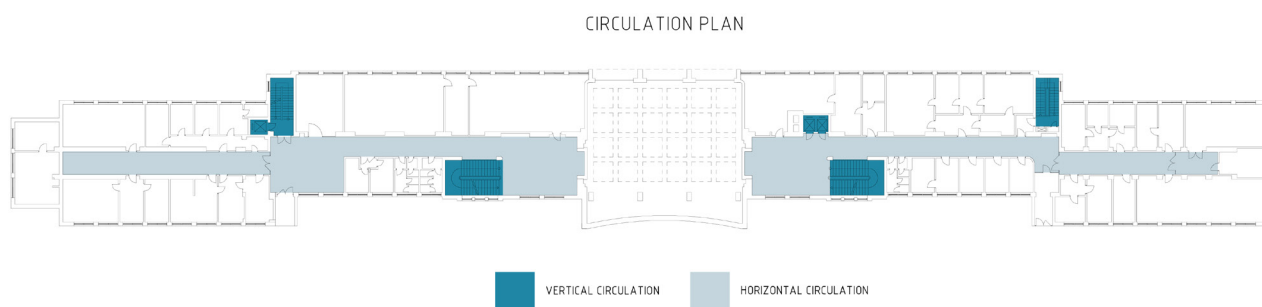 CIRCULATION PLAN
VERTICAL CIRCULATION
HORIZONTAL CIRCULATION